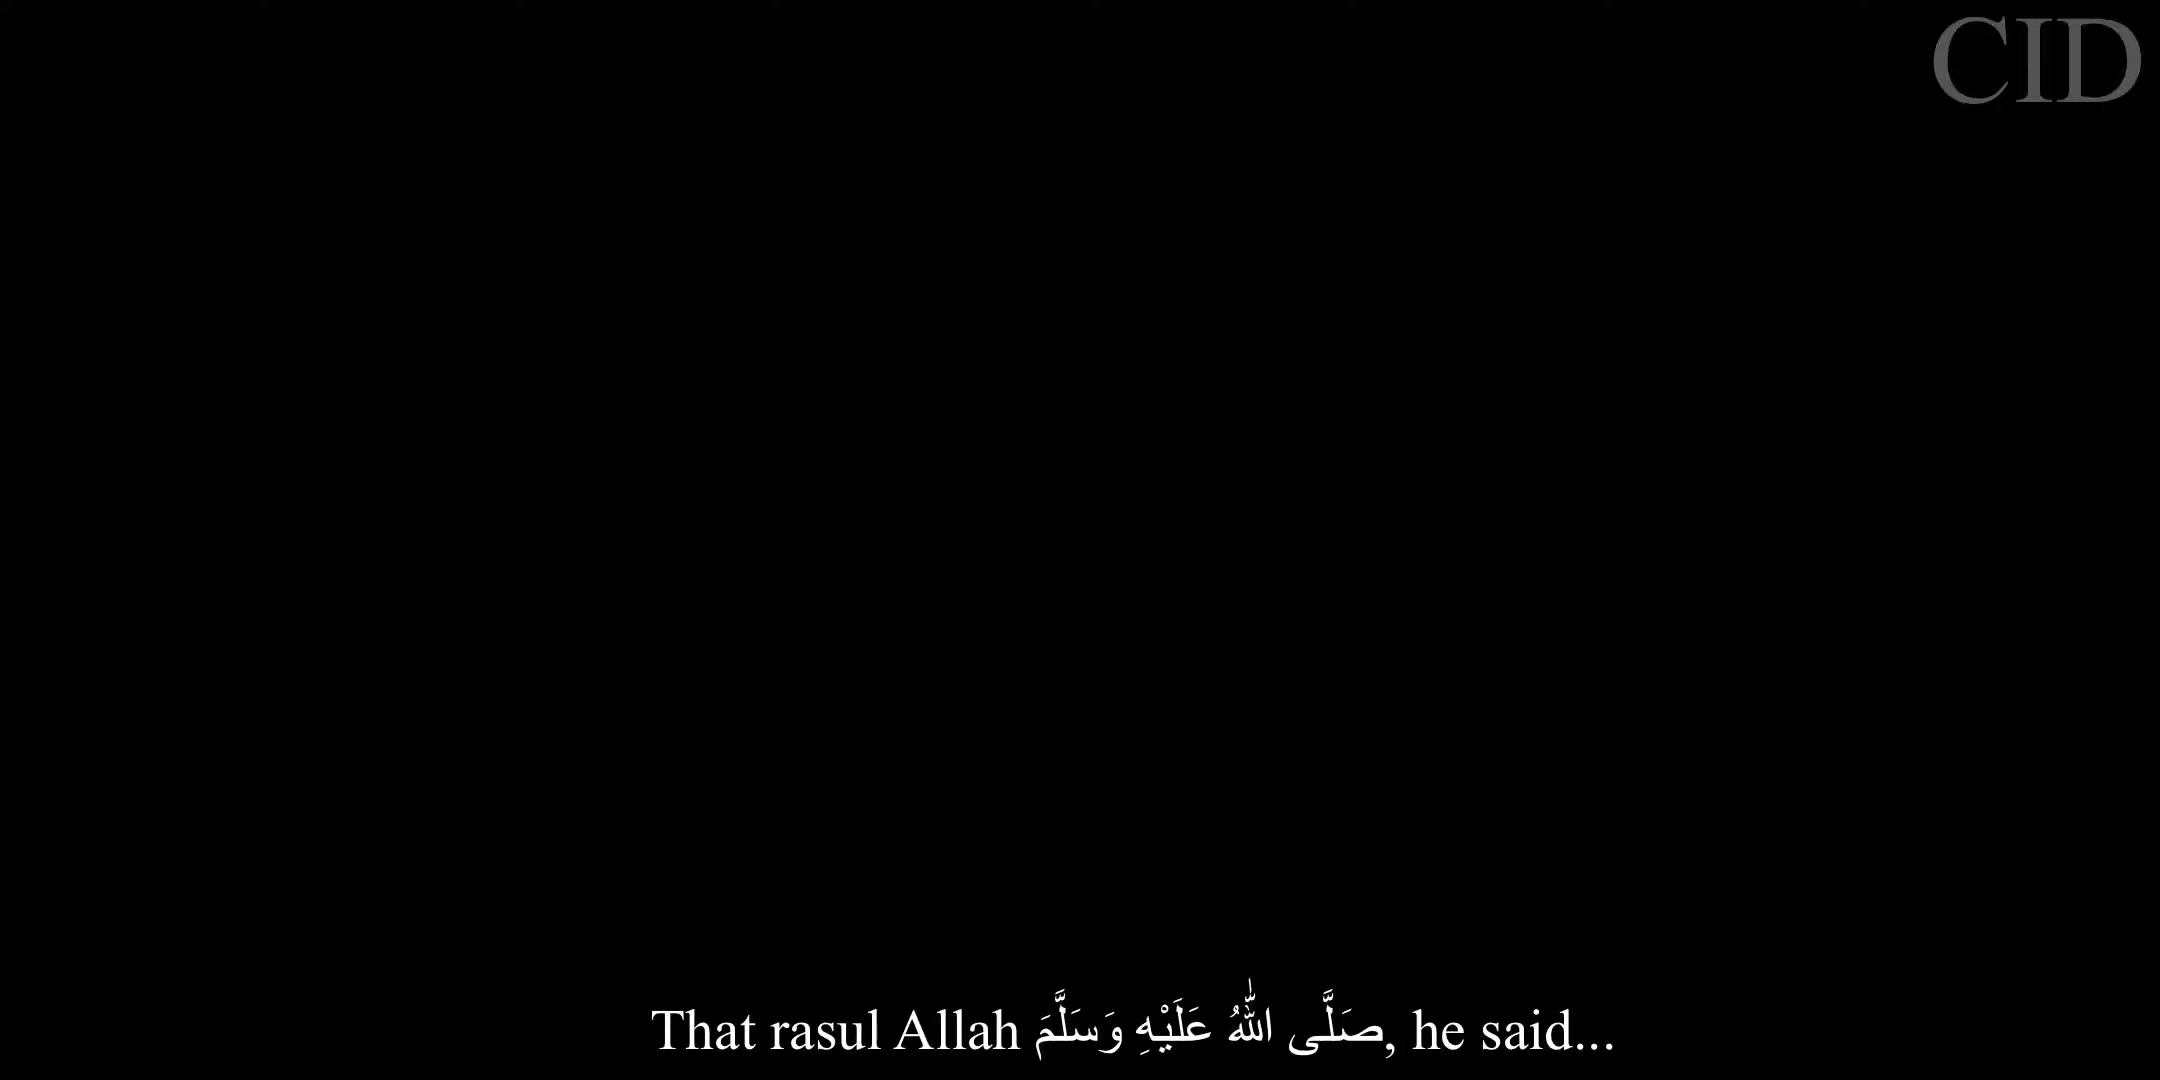 CID
That rasul Allah صَلَّى اللّٰهُ عَلَيْهِ وَسَلَّمَ, he said...